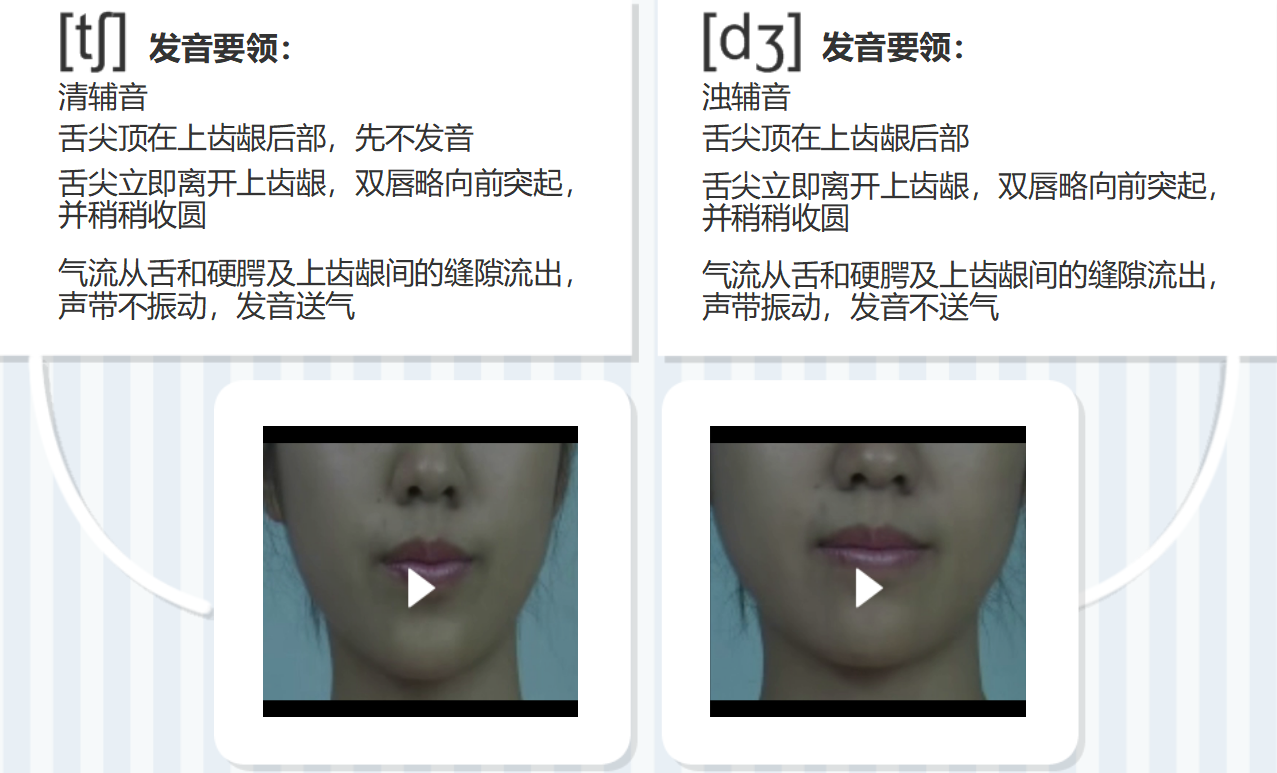 [tʃ] 发音要领：
清辅音
舌尖顶在上齿龈后部，先不发音
舌尖立即离开上齿龈，双唇略向前突起，
并稍稍收圆
气流从舌和硬腭及上齿龈间的缝隙流出，
声带不振动，发音送气
[dʒ] 发音要领：
浊辅音
舌尖顶在上齿龈后部
舌尖立即离开上齿龈，双唇略向前突起，
并稍稍收圆
气流从舌和硬腭及上齿龈间的缝隙流出，
声带振动，发音不送气